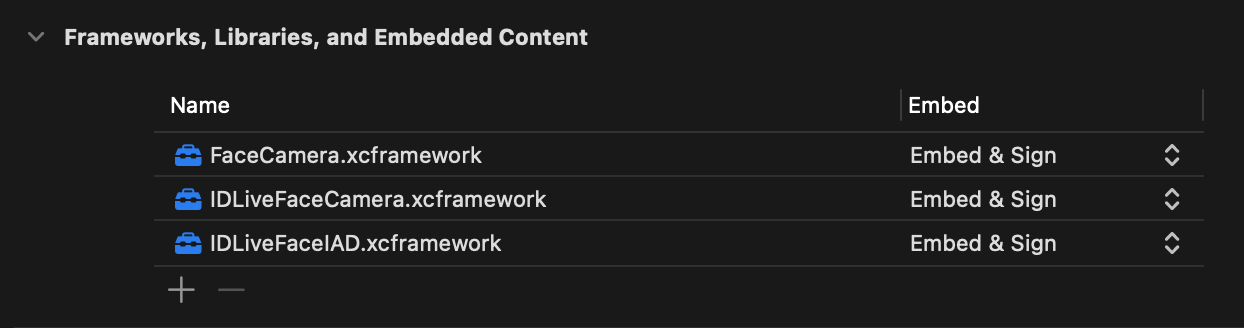 Frameworks, Libraries, and Embedded Content
Name Embed
FaceCamera.xcframework Embed & Sign
IDLiveFaceCamera.xcframework Embed & Sign
IDLiveFaceIAD.xcframework Embed & Sign